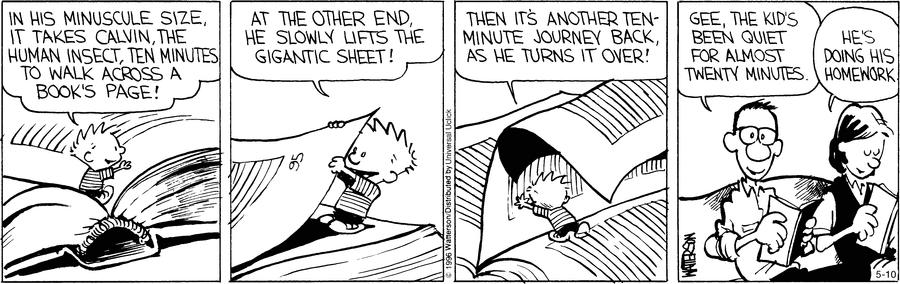 IN HIS MINUSCULE SIZE,
IT TAKES CALVIN, THE
HUMAN INSECT, TEN MINUTES
TO WALK ACROSS A
BOOK'S PAGE!
AT THE OTHER END,
HE SLOWLY LIFTS THE
GIGANTIC SHEET!
95
© 1996 Watterson Distributed by Universal Uclick
THEN IT'S ANOTHER TEN-
MINUTE JOURNEY BACK,
AS HE TURNS IT OVER!
GEE, THE KID'S
BEEN QUIET
FOR ALMOST
TWENTY MINUTES.
HE'S
DOING HIS
HOMEWORK.
WATTERSON
5-10